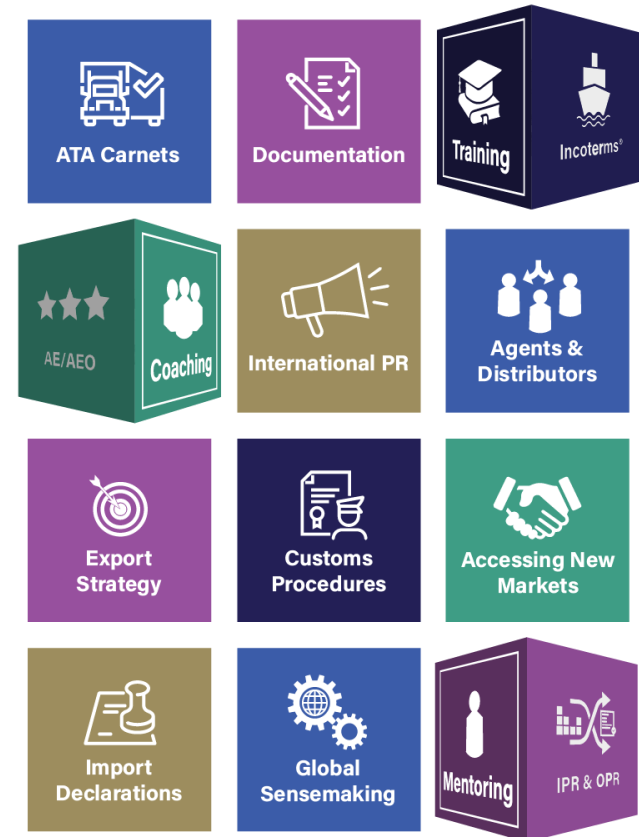 ATA Carnets
Documentation
Training
Incoterms®
AE/AEO
Coaching
International PR
Agents &
Distributors
Export
Strategy
Customs
Procedures
Accessing New
Markets
Import
Declarations
Global
Sensemaking
Mentoring
IPR & OPR